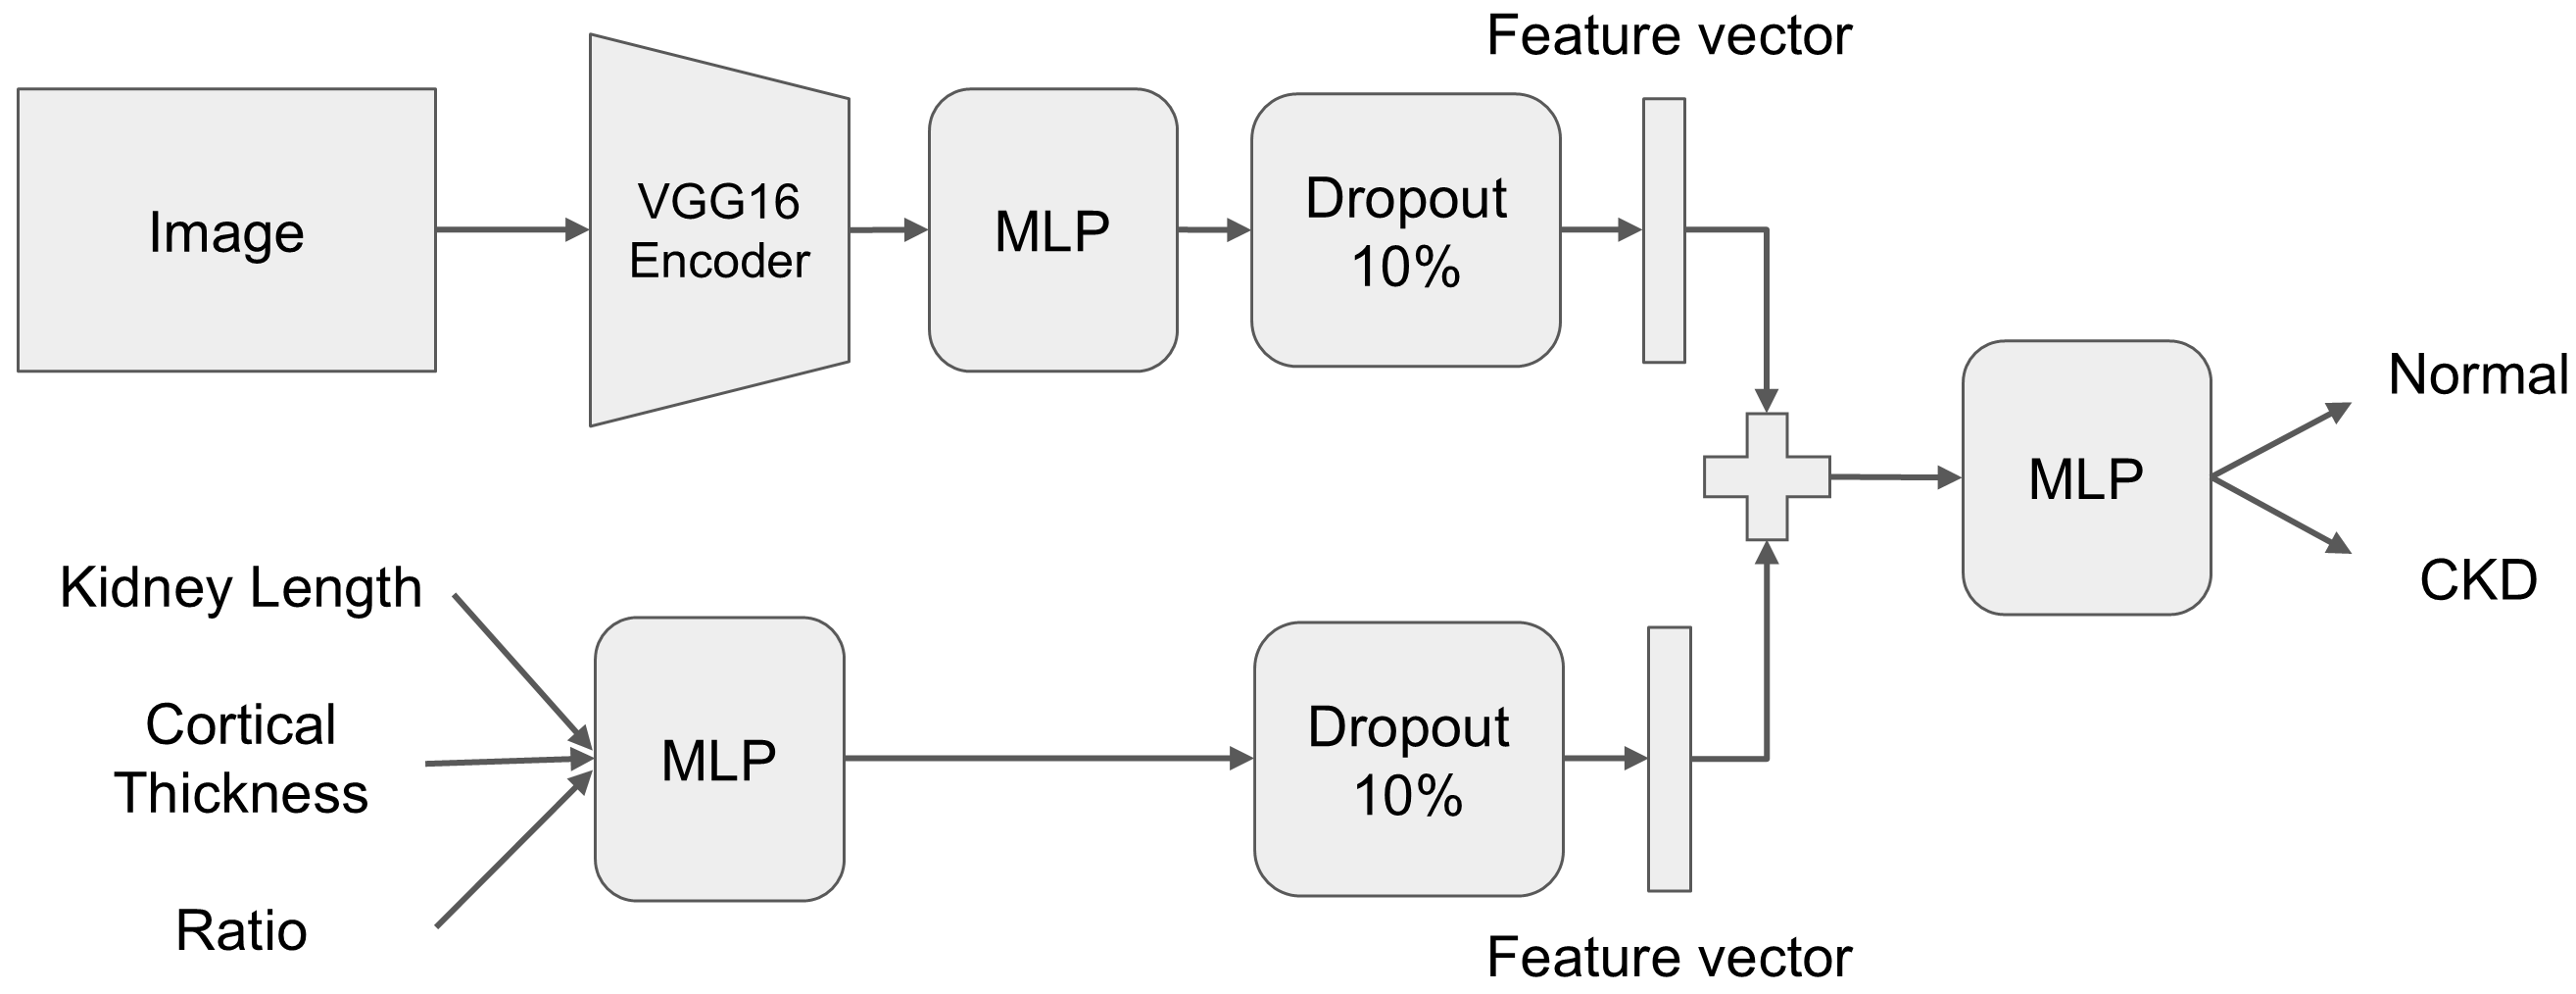 Feature vector
Image
VGG16
Encoder
MLP
Dropout
10%
Normal
MLP
CKD
Kidney Length
Cortical
Thickness
Ratio
MLP
Dropout
10%
Feature vector